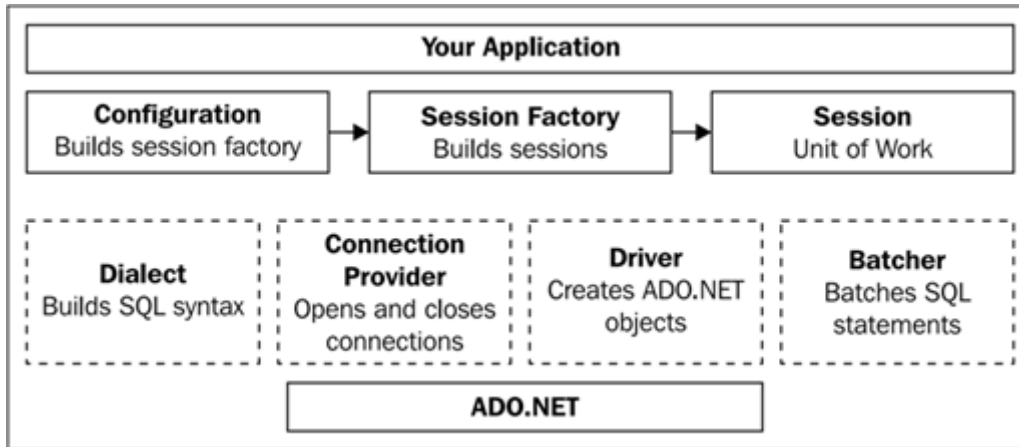 Your Application
Configuration
Builds session factory
Session Factory
Builds sessions
Session
Unit of Work
Dialect
Builds SQL syntax
Connection
Provider
Opens and closes
connections
Driver
Creates ADO.NET
objects
Batcher
Batches SQL
statements
ADO.NET